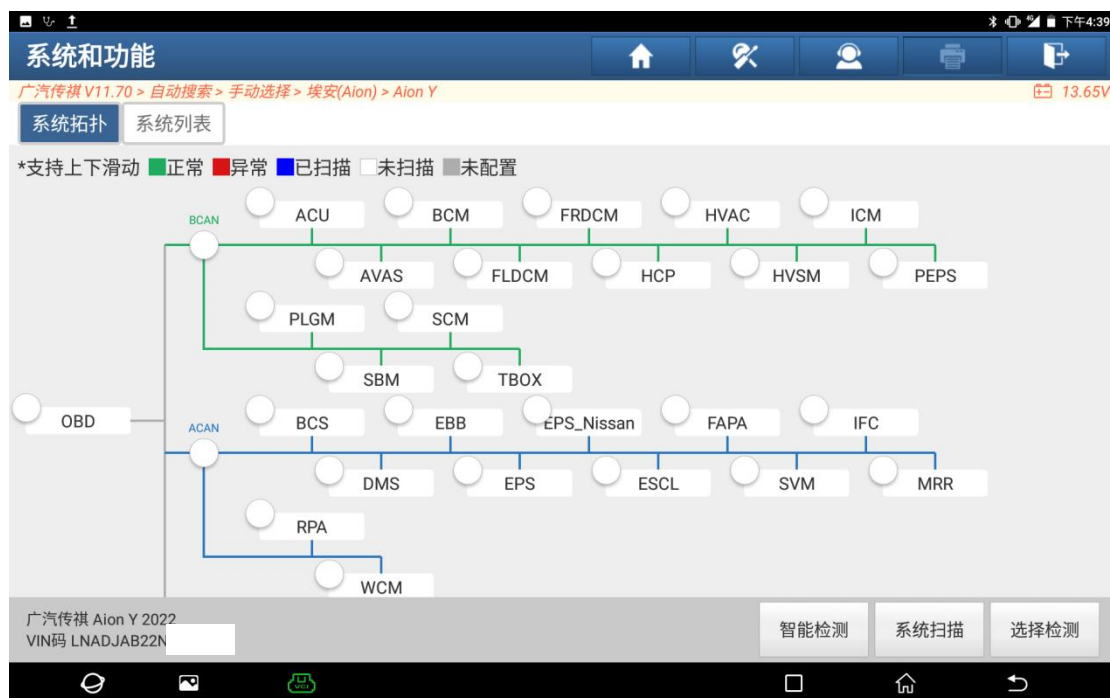 下午4:39
系统和功能
广汽传祺 V11.70 > 自动搜索 > 手动选择 > 埃安(Aion) > Aion Y
13.65V
系统拓扑 系统列表
*支持上下滑动 正常 异常 已扫描 未扫描 未配置
BCAN
ACU BCM FRDCM HVAC ICM
AVAS FLDCM HCP HVSM PEPS
PLGM SCM
SBM TBOX
OBD
ACAN
BCS EBB EPS_Nissan FAPA IFC
DMS EPS ESCL SVM MRR
RPA
WCM
广汽传祺 Aion Y 2022
VIN码 LNADJAB22N
智能检测 系统扫描 选择检测
VCI